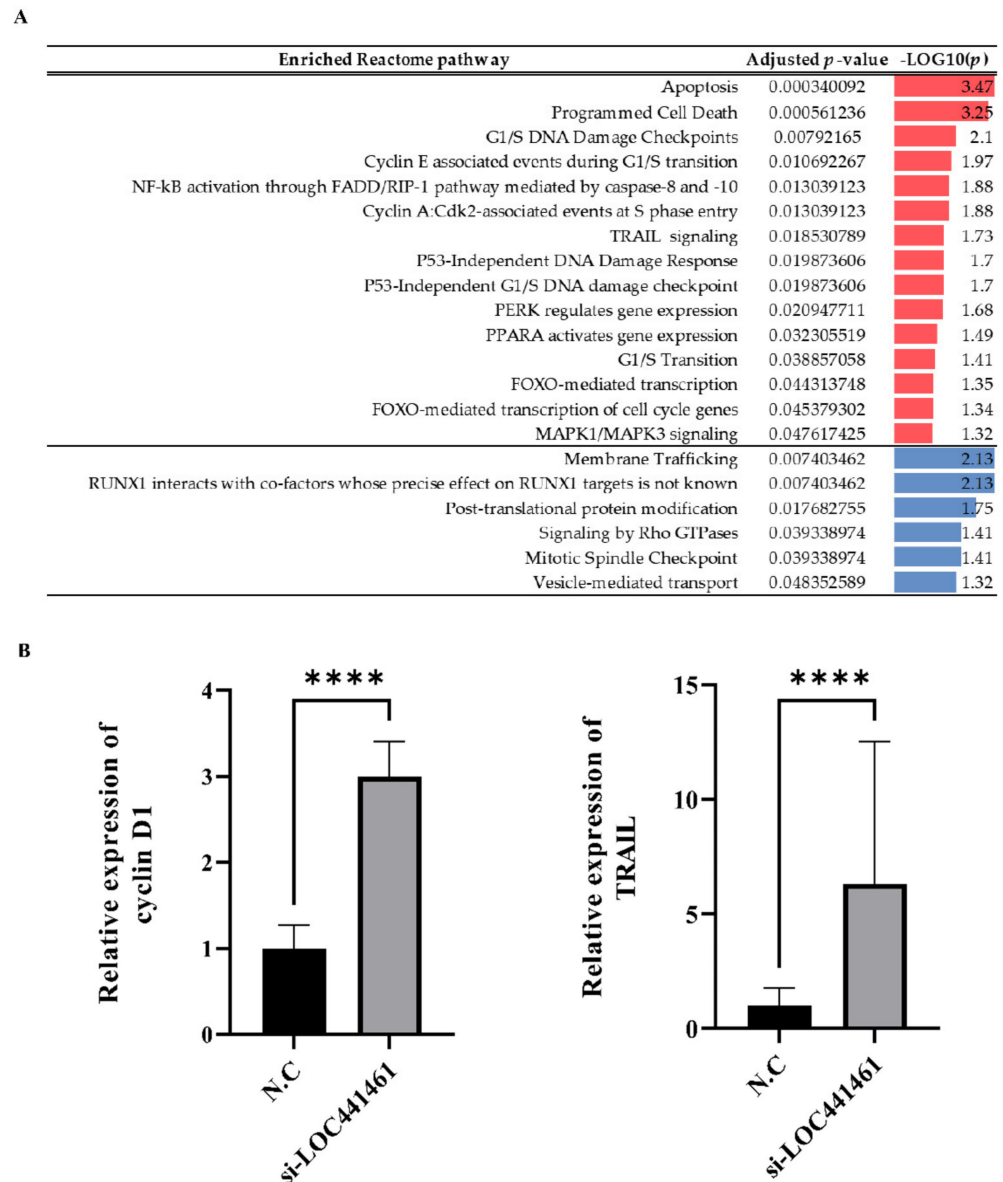 A
Enriched Reactome pathway Adjusted p-value -LOG10(p)
Apoptosis 0.000340092 3.47
Programmed Cell Death 0.000561236 3.25
G1/S DNA Damage Checkpoints 0.00792165 2.1
Cyclin E associated events during G1/S transition 0.010692267 1.97
NF-kB activation through FADD/RIP-1 pathway mediated by caspase-8 and -10 0.013039123 1.88
Cyclin A:Cdk2-associated events at S phase entry 0.013039123 1.88
TRAIL signaling 0.018530789 1.73
P53-Independent DNA Damage Response 0.019873606 1.7
P53-Independent G1/S DNA damage checkpoint 0.019873606 1.7
PERK regulates gene expression 0.020947711 1.68
PPARA activates gene expression 0.032305519 1.49
G1/S Transition 0.038857058 1.41
FOXO-mediated transcription 0.044313748 1.35
FOXO-mediated transcription of cell cycle genes 0.045379302 1.34
MAPK1/MAPK3 signaling 0.047617425 1.32
Membrane Trafficking 0.007403462 2.13
RUNX1 interacts with co-factors whose precise effect on RUNX1 targets is not known 0.007403462 2.13
Post-translational protein modification 0.017682755 1.75
Signaling by Rho GTPases 0.039338974 1.41
Mitotic Spindle Checkpoint 0.039338974 1.41
Vesicle-mediated transport 0.048352589 1.32
B
Relative expression of
cyclin D1
4
3
2
1
0
****
N.C
si-LOC441461
Relative expression of
TRAIL
15
10
5
0
****
N.C
si-LOC441461